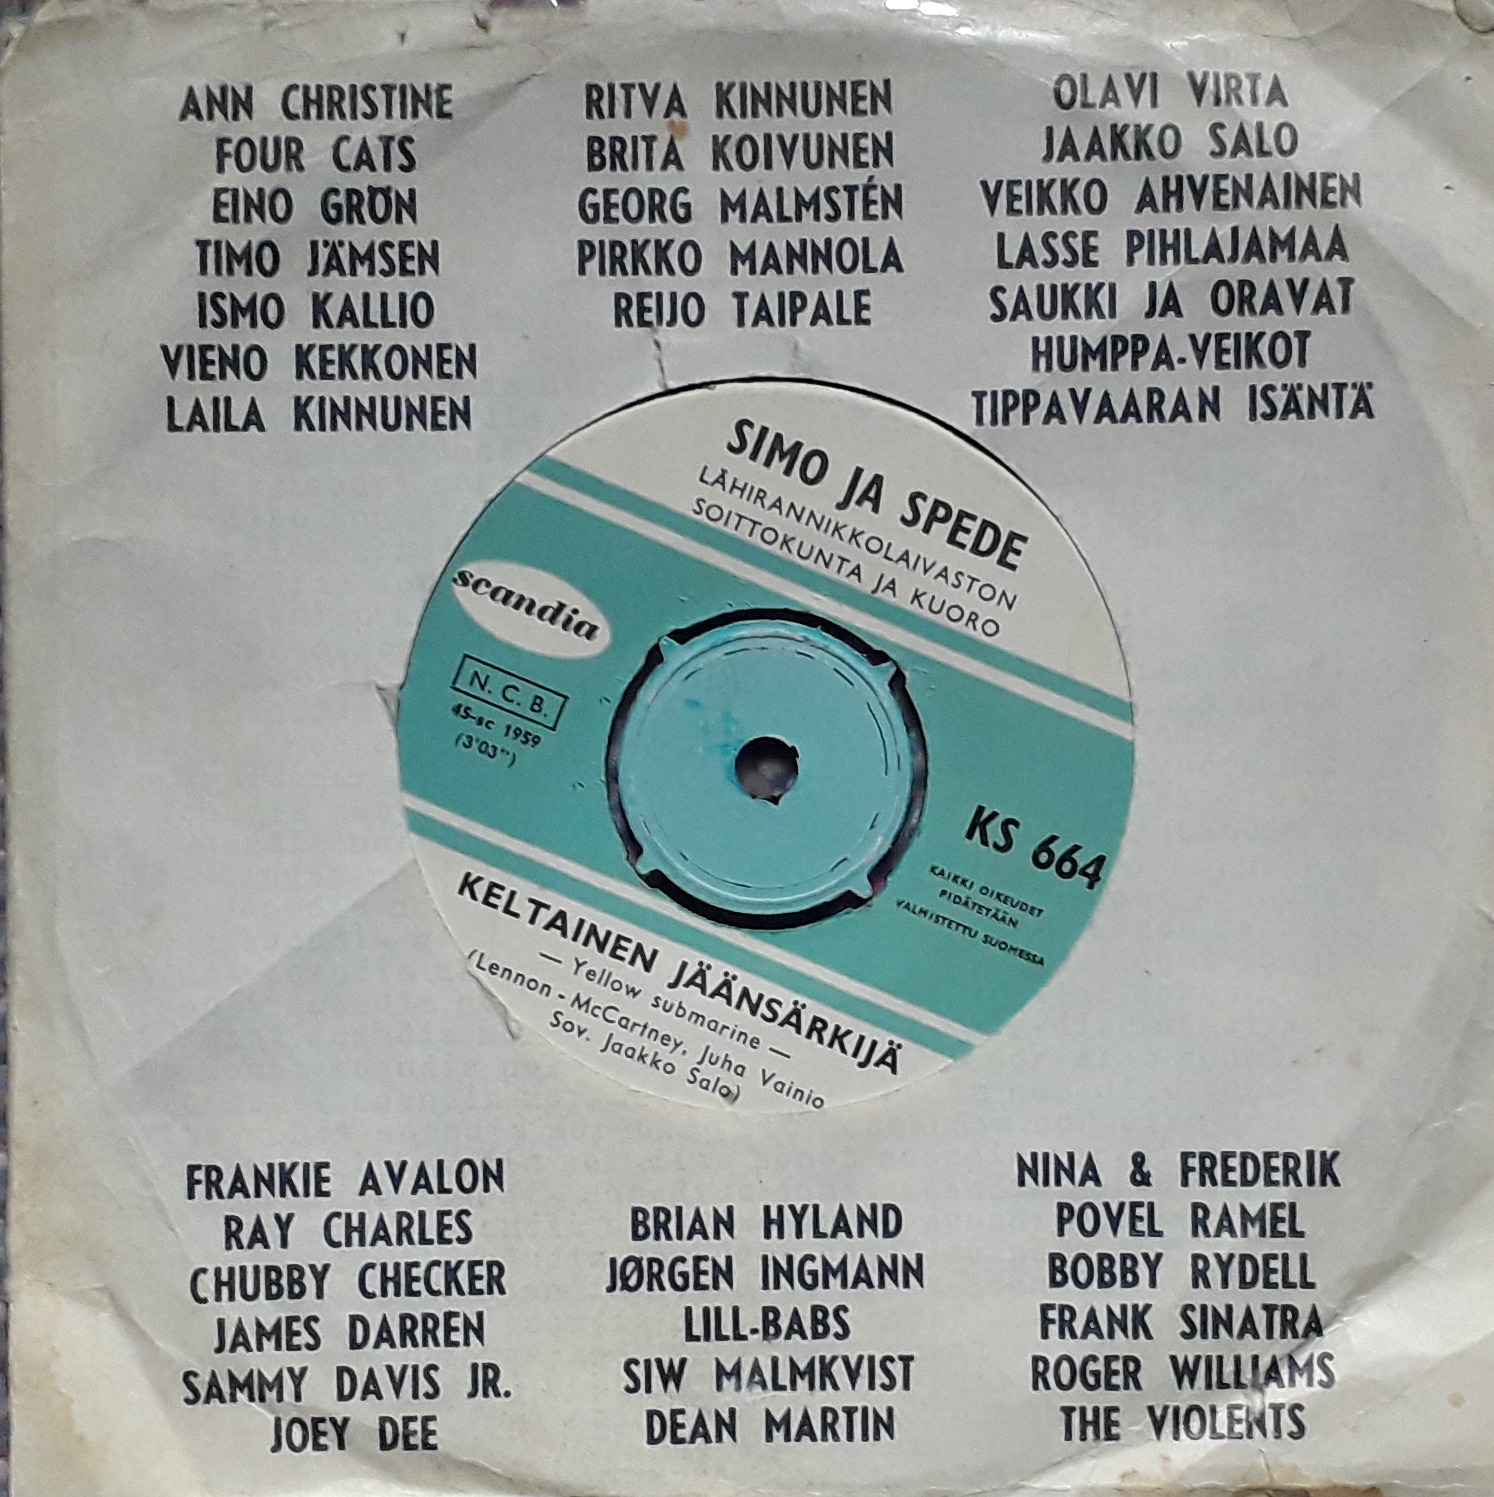 ANN CHRISTINE
FOUR CATS
EINO GRÖN
TIMO JÄMSEN
ISMO KALLIO
VIENO KEKKONEN
LAILA KINNUNEN
RITVA KINNUNEN
BRITA KOIVUNEN
GEORG MALMSTÉN
PIRKKO MANNOLA
REIJO TAIPALE
OLAVI VIRTA
JAAKKO SALO
VEIKKO AHVENAINEN
LASSE PIHLAJAMAA
SAUKKI JA ORAVAT
HUMPPA-VEIKOT
TIPPAVAARAN ISÄNTÄ
SIMO JA SPEDE
LÄHIRANNIKKOLAIVASTON
SOITTOKUNTA JA KUORO
scandia
N. C. B.
45-sc 1959
(3'03")
KS 664
KAIKKI OIKEUDET
PIDÄTETÄÄN
VALMISTETTU SUOMESSA
KELTAINEN JÄÄNSÄRKIJÄ
— Yellow submarine —
(Lennon - McCartney, Juha Vainio
Sov. Jaakko Salo)
FRANKIE AVALON
RAY CHARLES
CHUBBY CHECKER
JAMES DARREN
SAMMY DAVIS JR.
JOEY DEE
BRIAN HYLAND
JØRGEN INGMANN
LILL-BABS
SIW MALMKVIST
DEAN MARTIN
NINA & FREDERIK
POVEL RAMEL
BOBBY RYDELL
FRANK SINATRA
ROGER WILLIAMS
THE VIOLENTS